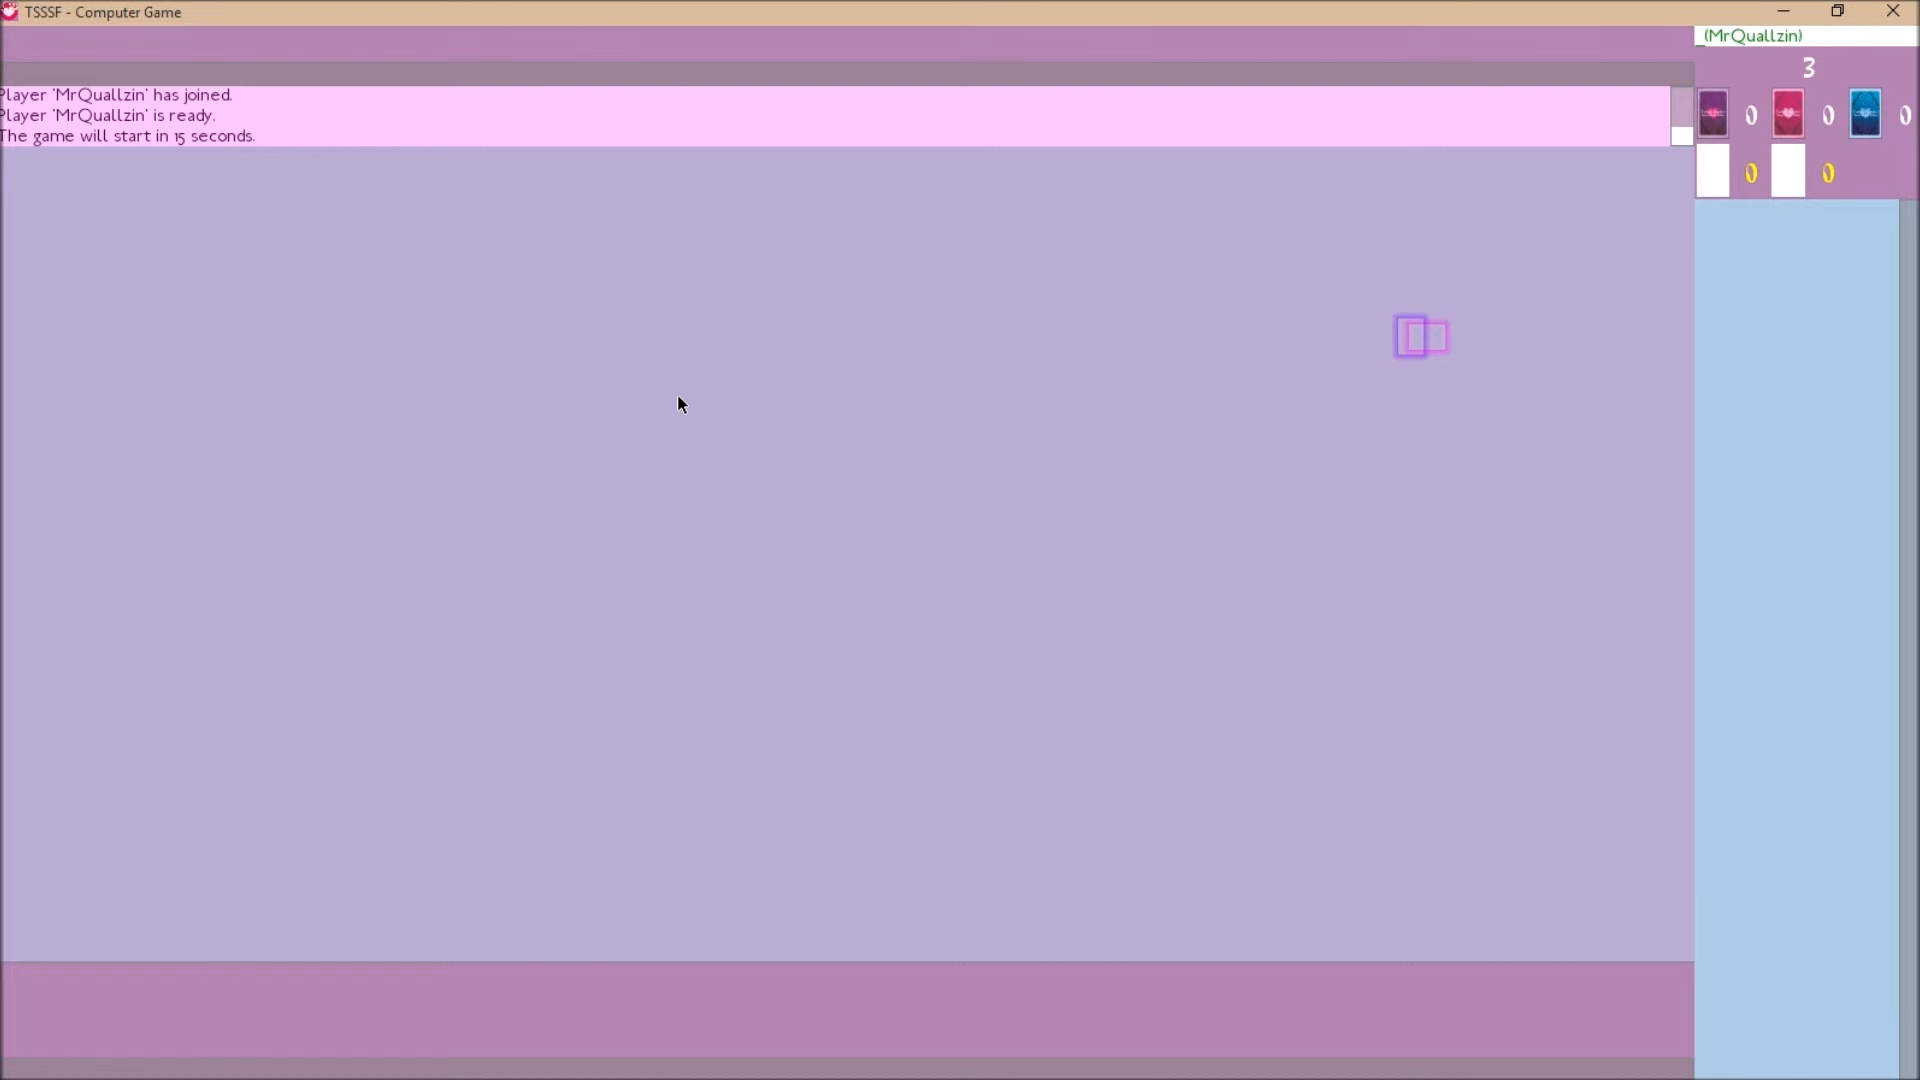 TSSSF - Computer Game
_(MrQuallzin)
3
Player 'MrQuallzin' has joined.
Player 'MrQuallzin' is ready.
The game will start in 15 seconds.
0 0 0
0 0